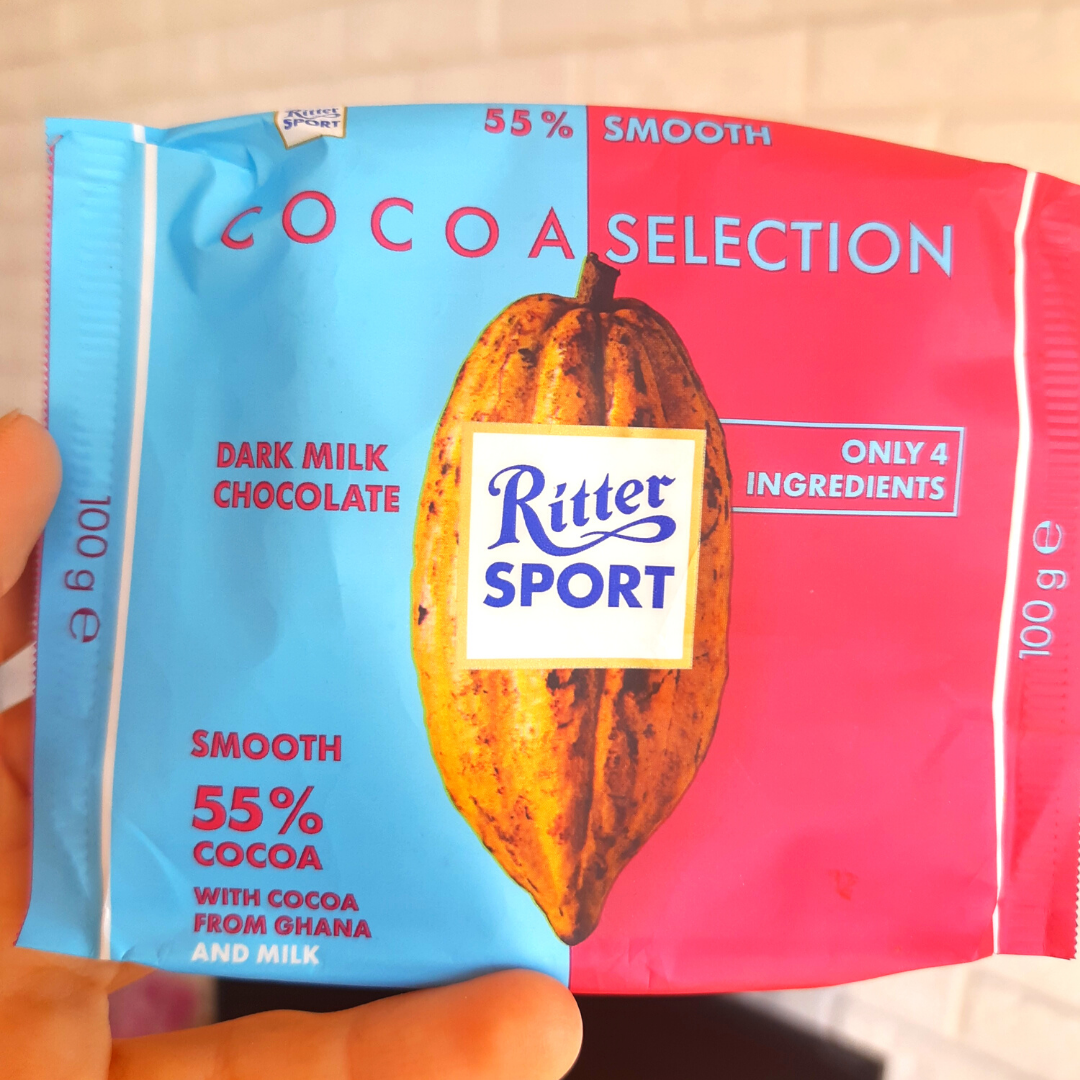 Ritter
SPORT
55% SMOOTH
COCOA SELECTION
DARK MILK
CHOCOLATE
ONLY 4
INGREDIENTS
Ritter
SPORT
100 g e
100 g e
SMOOTH
55%
COCOA
WITH COCOA
FROM GHANA
AND MILK